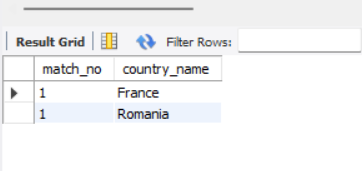 Result Grid Filter Rows:
match_no country_name
1 France
1 Romania